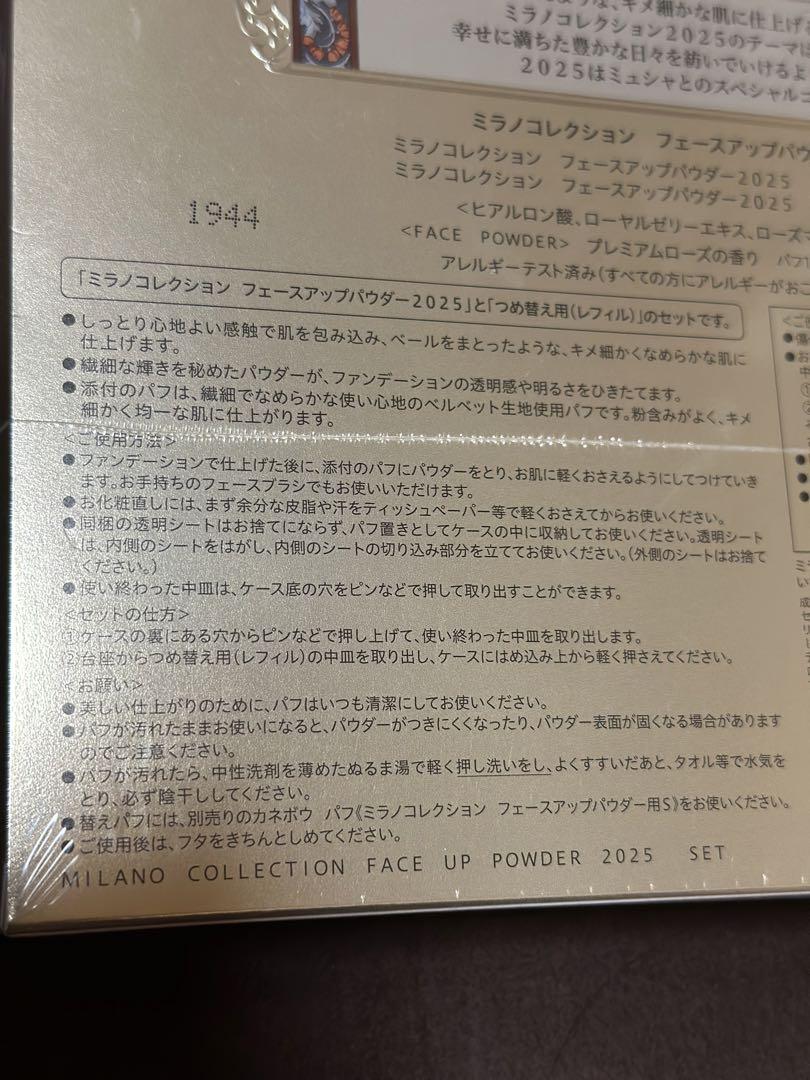 うな、キメ細かな肌に仕上げ
ミラノコレクション2025のテーマは
幸せに満ちた豊かな日々を紡いでいけるよ
2025はミュシャとのスペシャルコ
ミラノコレクション フェースアップパウ
ミラノコレクション フェースアップパウダー2025
ミラノコレクション フェースアップパウダー2025
1944
<ヒアルロン酸、ローヤルゼリーエキス、ローズマ
<FACE POWDER> プレミアムローズの香り パフ1
アレルギーテスト済み(すべての方にアレルギーがおこ
「ミラノコレクション フェースアップパウダー2025」と「つめ替え用(レフィル)」のセットです。
●しっとり心地よい感触で肌を包み込み、ベールをまとったような、キメ細かくなめらかな肌に
仕上げます。
●繊細な輝きを秘めたパウダーが、ファンデーションの透明感や明るさをひきたてます。
●添付のパフは、繊細でなめらかな使い心地のベルベット生地使用パフです。粉含みがよく、キメ
細かく均一な肌に仕上がります。
<ご使用方法>
●ファンデーションで仕上げた後に、添付のパフにパウダーをとり、お肌に軽くおさえるようにしてつけていき
ます。お手持ちのフェースブラシでもお使いいただけます。
●お化粧直しには、まず余分な皮脂や汗をティッシュペーパー等で軽くおさえてからお使いください。
●同梱の透明シートはお捨てにならず、パフ置きとしてケースの中に収納してお使いください。透明シート
は、内側のシートをはがし、内側のシートの切り込み部分を立ててお使いください。(外側のシートはお捨て
ください。)
●使い終わった中皿は、ケース底の穴をピンなどで押して取り出すことができます。
<セットの仕方>
①ケースの裏にある穴からピンなどで押し上げて、使い終わった中皿を取り出します。
②台座からつめ替え用(レフィル)の中皿を取り出し、ケースにはめ込み上から軽く押さえてください。
<お願い>
●美しい仕上がりのために、パフはいつも清潔にしてお使いください。
●パフが汚れたままお使いになると、パウダーがつきにくくなったり、パウダー表面が固くなる場合があります
のでご注意ください。
●パフが汚れたら、中性洗剤を薄めたぬるま湯で軽く押し洗いをし、よくすすいだあと、タオル等で水気を
とり、必ず陰干ししてください。
●替えパフには、別売りのカネボウ パフ《ミラノコレクション フェースアップパウダー用S》をお使いください。
●ご使用後は、フタをきちんとしめてください。
MILANO COLLECTION FACE UP POWDER 2025 SET